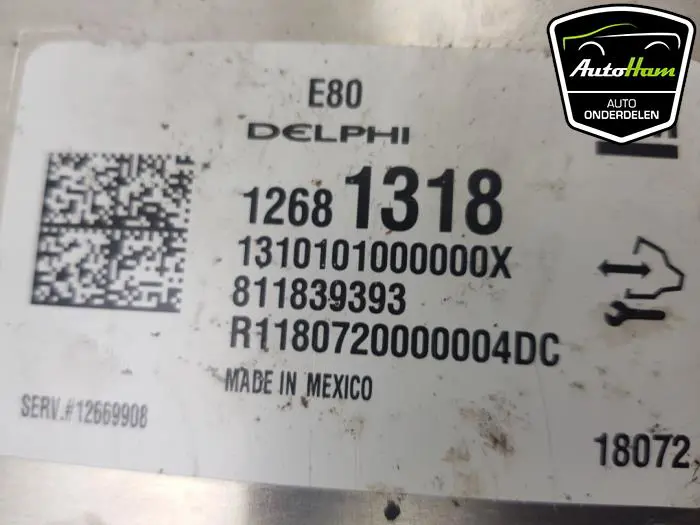 AutoHam
AUTO
ONDERDELEN
E80
DELPHI
1268 1318
1310101000000X
811839393
R1180720000004DC
MADE IN MEXICO
SERV.#12669908
18072